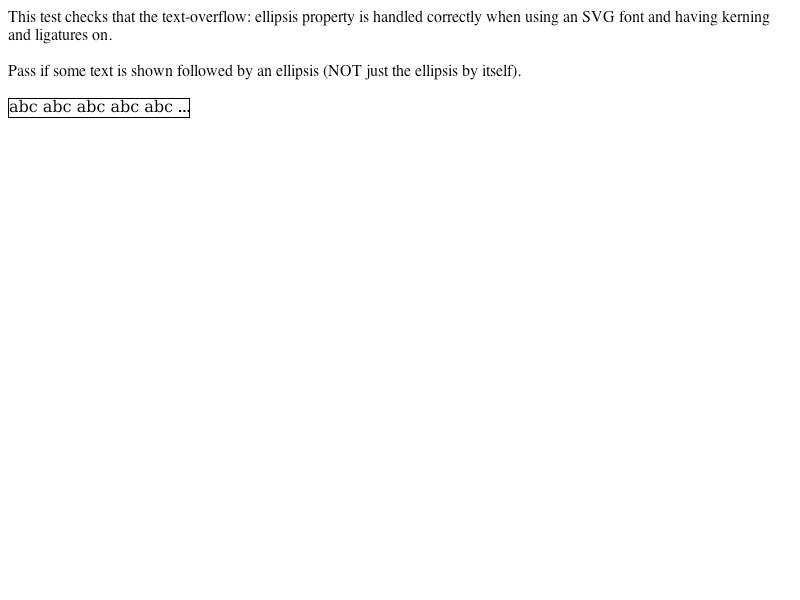 This test checks that the text-overflow: ellipsis property is handled correctly when using an SVG font and having kerning
and ligatures on.
Pass if some text is shown followed by an ellipsis (NOT just the ellipsis by itself).
abc abc abc abc abc ...